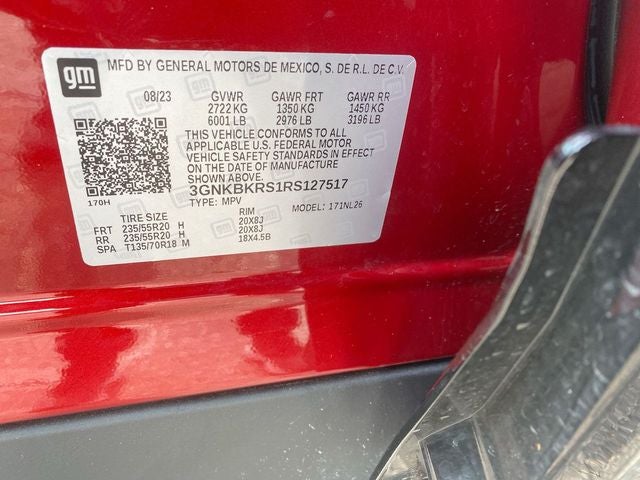 gm MFD BY GENERAL MOTORS DE MEXICO, S. DE R.L. DE C.V.
08/23 GVWR GAWR FRT GAWR RR
2722 KG 1350 KG 1450 KG
6001 LB 2976 LB 3196 LB
THIS VEHICLE CONFORMS TO ALL
APPLICABLE U.S. FEDERAL MOTOR
VEHICLE SAFETY STANDARDS IN EFFECT
ON THE DATE OF MANUFACTURE
SHOWN ABOVE.
3GNKBKRS1RS127517
170H TYPE: MPV MODEL: 171NL26
TIRE SIZE RIM
FRT 235/55R20 H 20X8J
RR 235/55R20 H 20X8J
SPA T135/70R18 M 18X4.5B